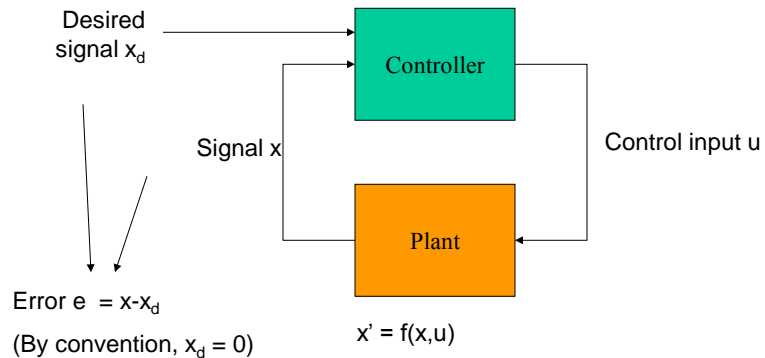 Desired
signal x_d
Controller
Signal x
Control input u
Plant
Error e = x-x_d
(By convention, x_d = 0)
x’ = f(x,u)